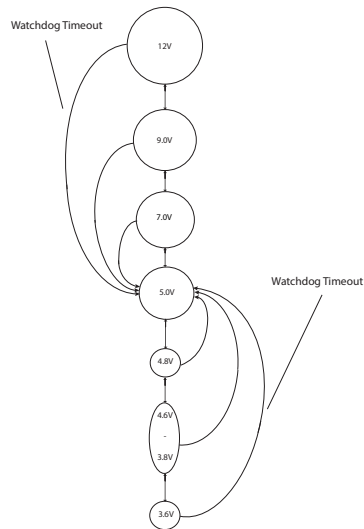 Watchdog Timeout
12V
9.0V
7.0V
5.0V
Watchdog Timeout
4.8V
4.6V
-
3.8V
3.6V